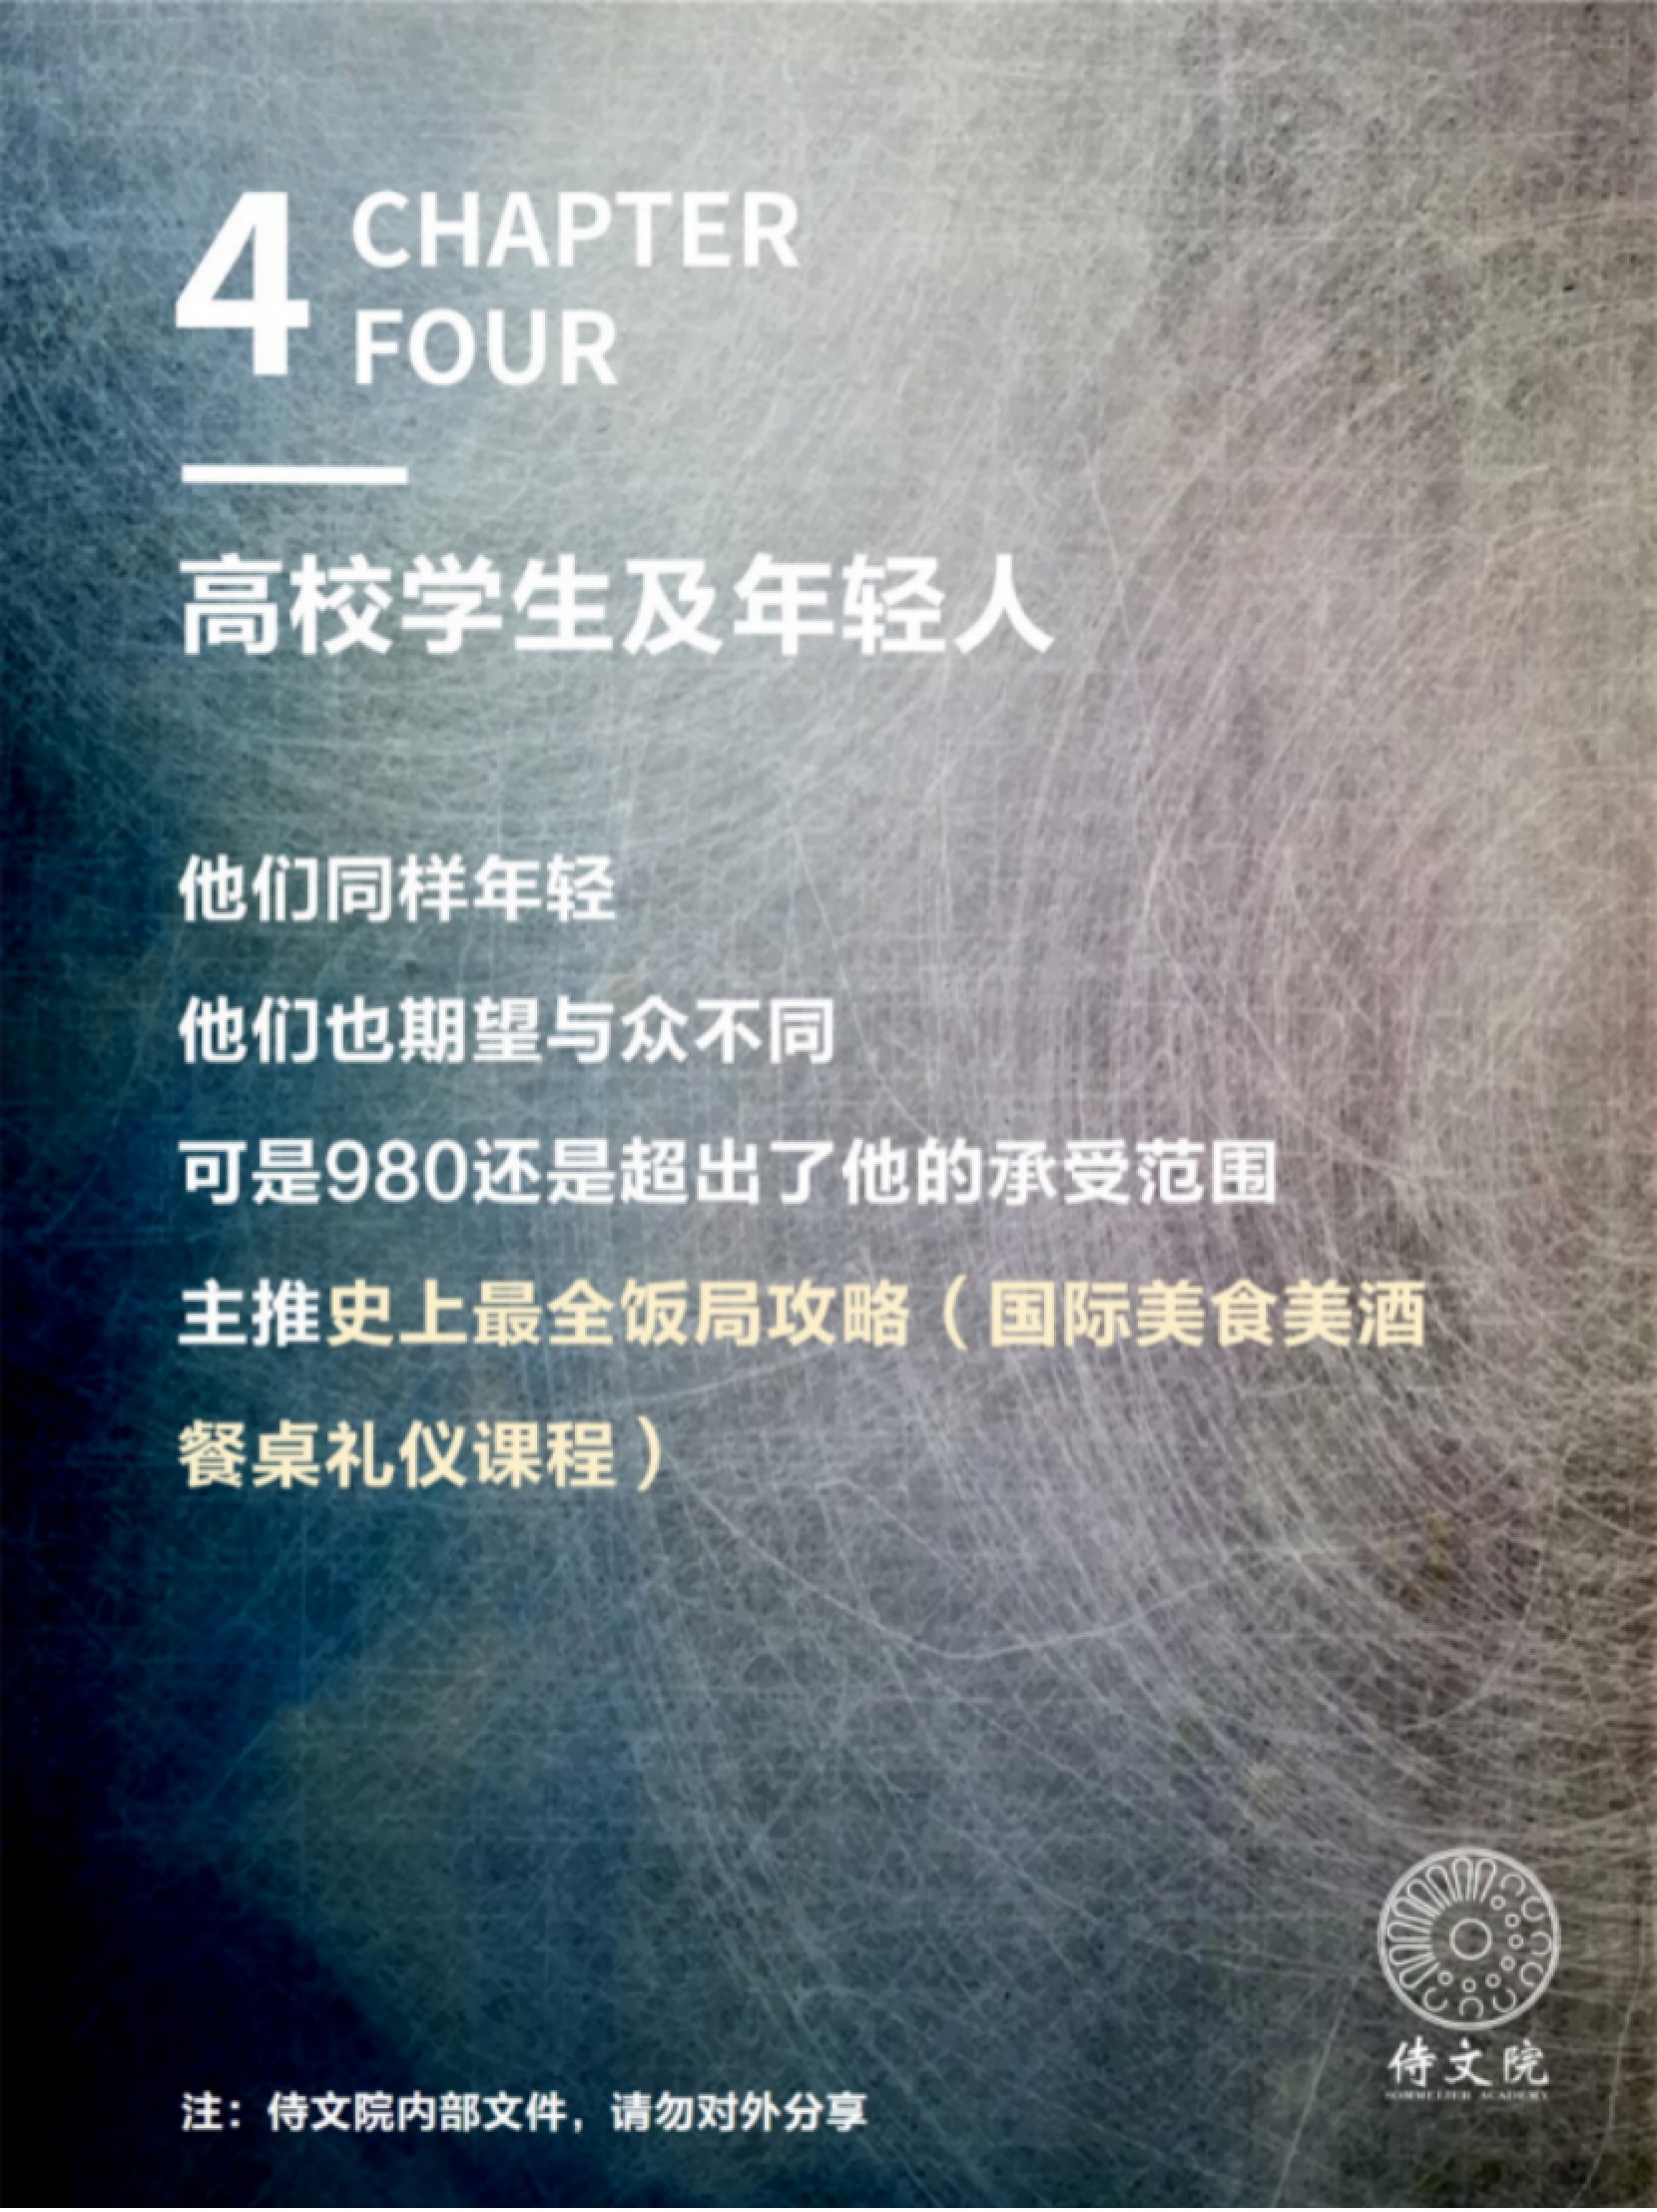 4 CHAPTER
FOUR
高校学生及年轻人
他们同样年轻
他们也期望与众不同
可是980还是超出了他的承受范围
主推史上最全饭局攻略（国际美食美酒
餐桌礼仪课程）
侍文院
SOMMELIER ACADEMY
注：侍文院内部文件，请勿对外分享